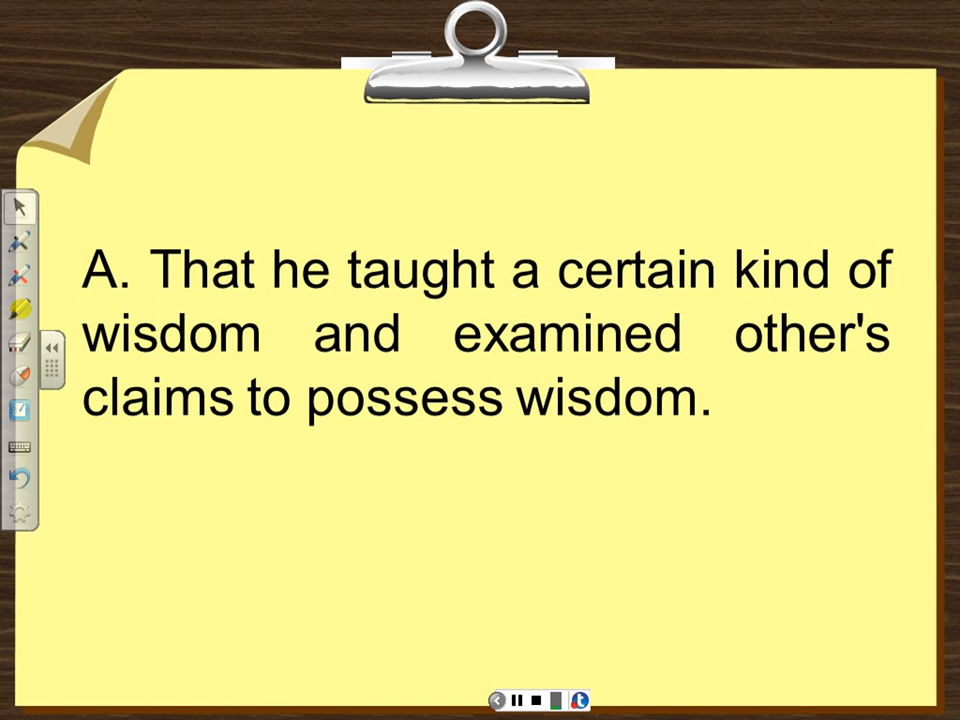 A. That he taught a certain kind of
wisdom and examined other's
claims to possess wisdom.